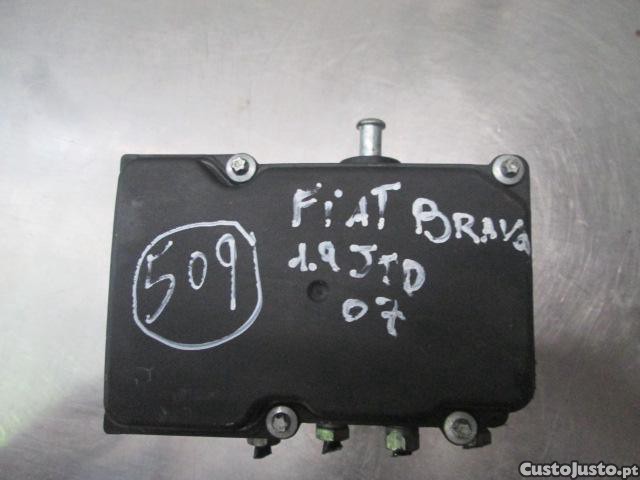 FiAT BRAVa
509
1.9 JTD
07
CustoJusto.pt